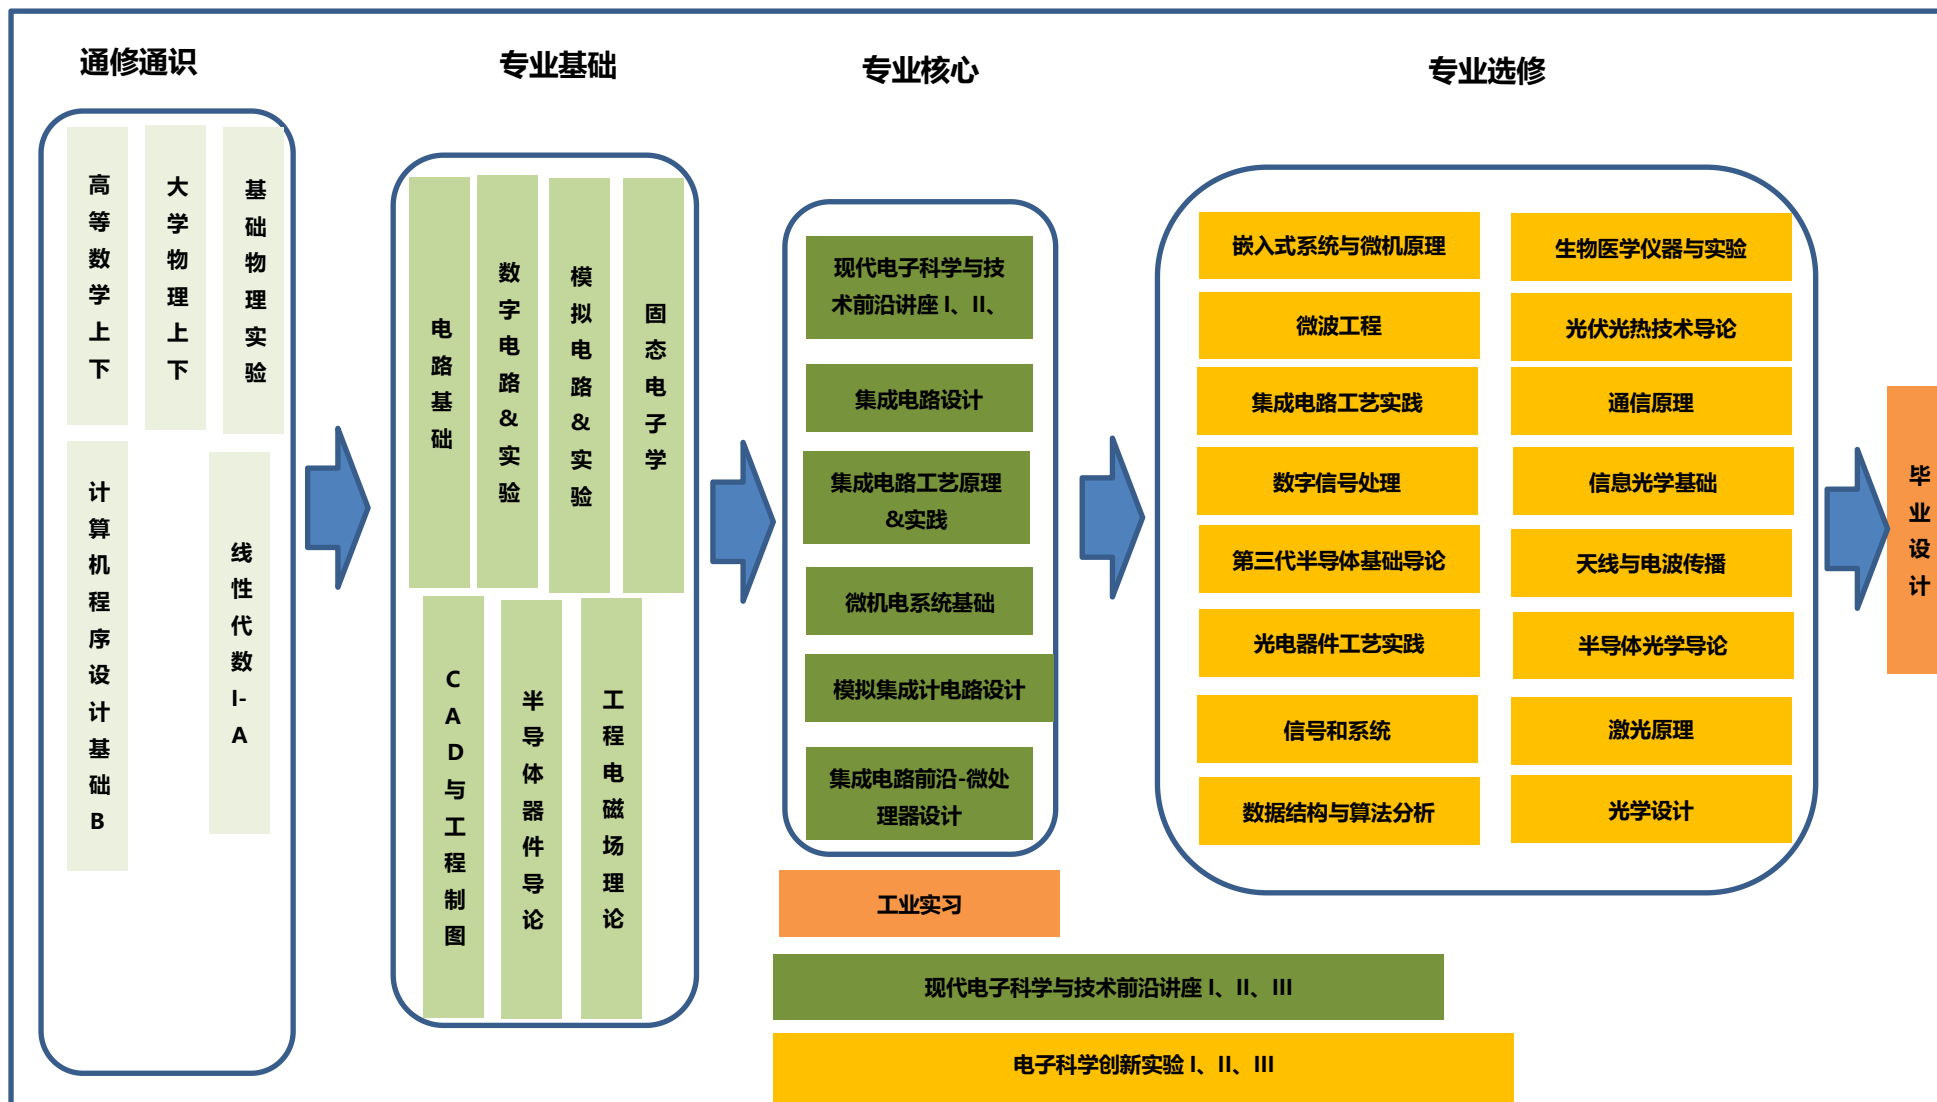 通修通识
专业基础
专业核心
专业选修
高等数学上下
大学物理上下
基础物理实验
计算机程序设计基础B
线性代数I-A
电路基础
数字电路&实验
模拟电路&实验
固态电子学
CAD与工程制图
半导体器件导论
工程电磁场理论
现代电子科学与技
术前沿讲座 I、II、
集成电路设计
集成电路工艺原理
&实践
微机电系统基础
模拟集成计电路设计
集成电路前沿-微处
理器设计
工业实习
现代电子科学与技术前沿讲座 I、II、III
电子科学创新实验 I、II、III
嵌入式系统与微机原理
生物医学仪器与实验
微波工程
光伏光热技术导论
集成电路工艺实践
通信原理
数字信号处理
信息光学基础
第三代半导体基础导论
天线与电波传播
光电器件工艺实践
半导体光学导论
信号和系统
激光原理
数据结构与算法分析
光学设计
毕业设计